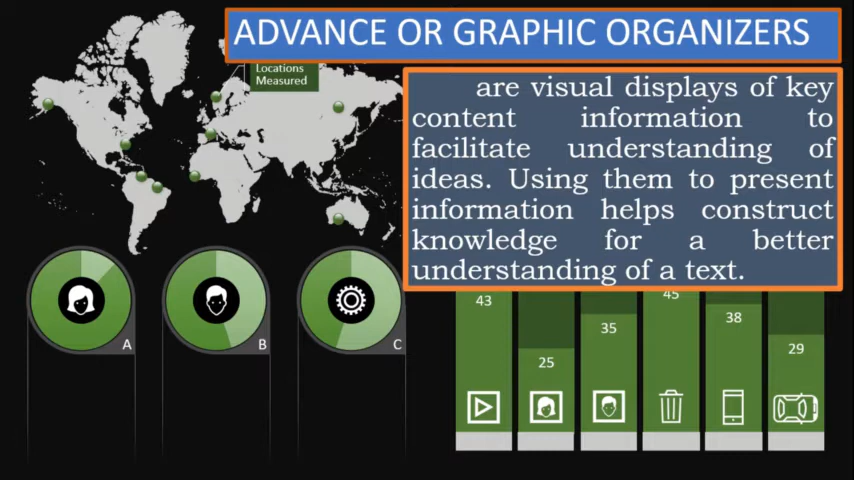 ADVANCE OR GRAPHIC ORGANIZERS
Locations
Measured
are visual displays of key
content information to
facilitate understanding of
ideas. Using them to present
information helps construct
knowledge for a better
understanding of a text.
A
B
C
43
25
35
45
38
29